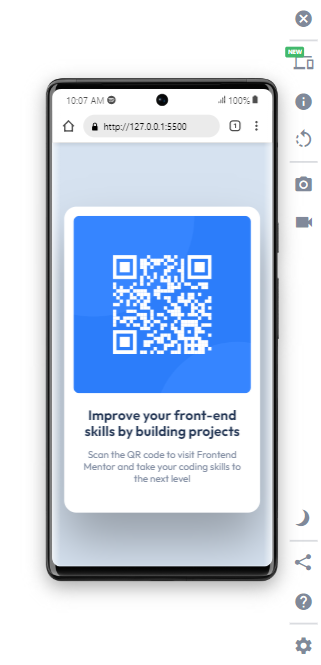 NEW
10:07 AM
100%
http://127.0.0.1:5500
1
Improve your front-end
skills by building projects
Scan the QR code to visit Frontend
Mentor and take your coding skills to
the next level